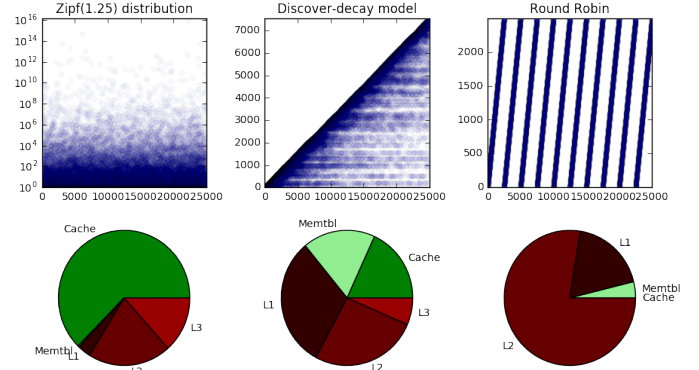 Zipf(1.25) distribution
Discover-decay model
Round Robin
10^16
10^14
10^12
10^10
10^8
10^6
10^4
10^2
10^0
0 5000 10000 15000 20000 25000
7000
6000
5000
4000
3000
2000
1000
0
0 5000 10000 15000 20000 25000
2000
1500
1000
500
0
0 5000 10000 15000 20000 25000
Cache
Memtbl
L1
L2
L3
Memtbl
Cache
L1
L2
L3
L1
Memtbl
Cache
L2